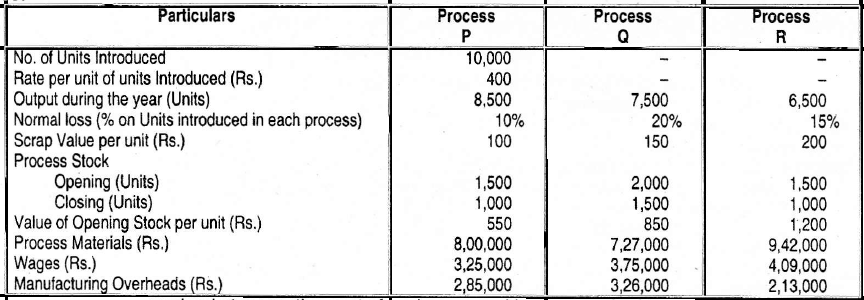 Particulars Process P Process Q Process R
No. of Units Introduced 10,000 – –
Rate per unit of units Introduced (Rs.) 400 – –
Output during the year (Units) 8,500 7,500 6,500
Normal loss (% on Units introduced in each process) 10% 20% 15%
Scrap Value per unit (Rs.) 100 150 200
Process Stock
Opening (Units) 1,500 2,000 1,500
Closing (Units) 1,000 1,500 1,000
Value of Opening Stock per unit (Rs.) 550 850 1,200
Process Materials (Rs.) 8,00,000 7,27,000 9,42,000
Wages (Rs.) 3,25,000 3,75,000 4,09,000
Manufacturing Overheads (Rs.) 2,85,000 3,26,000 2,13,000